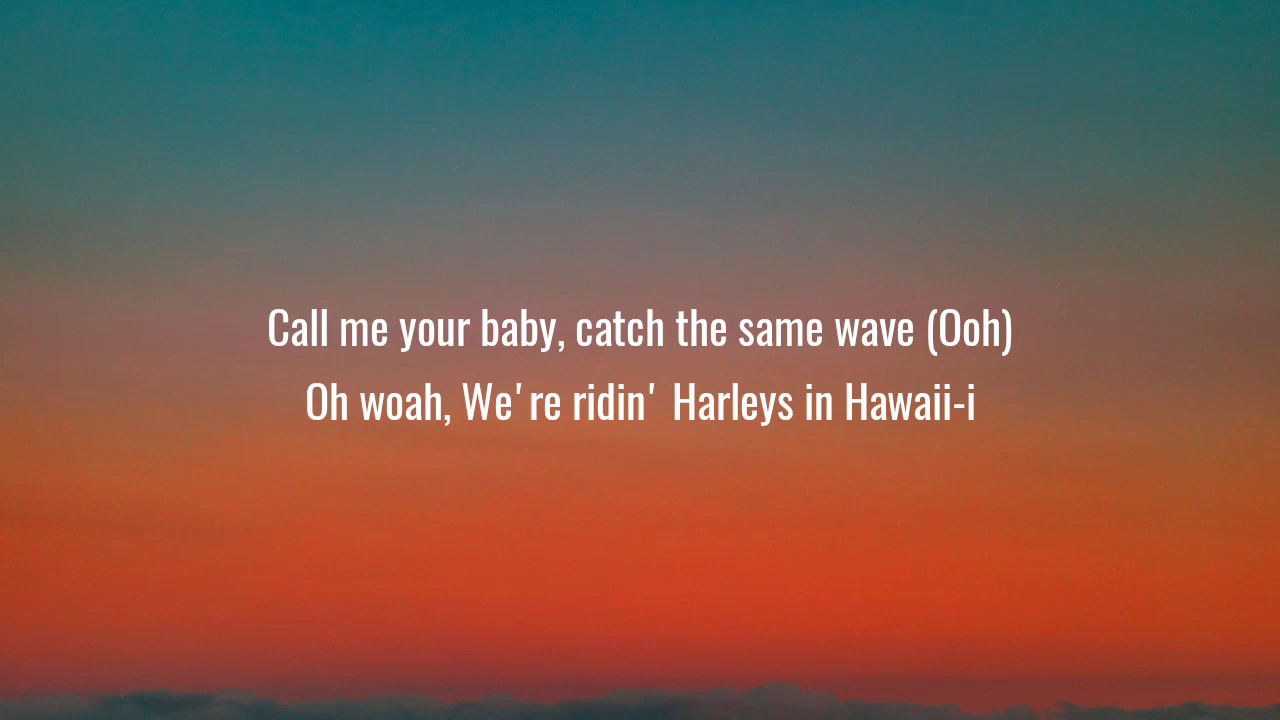 Call me your baby, catch the same wave (Ooh)
Oh woah, We're ridin' Harleys in Hawaii-i